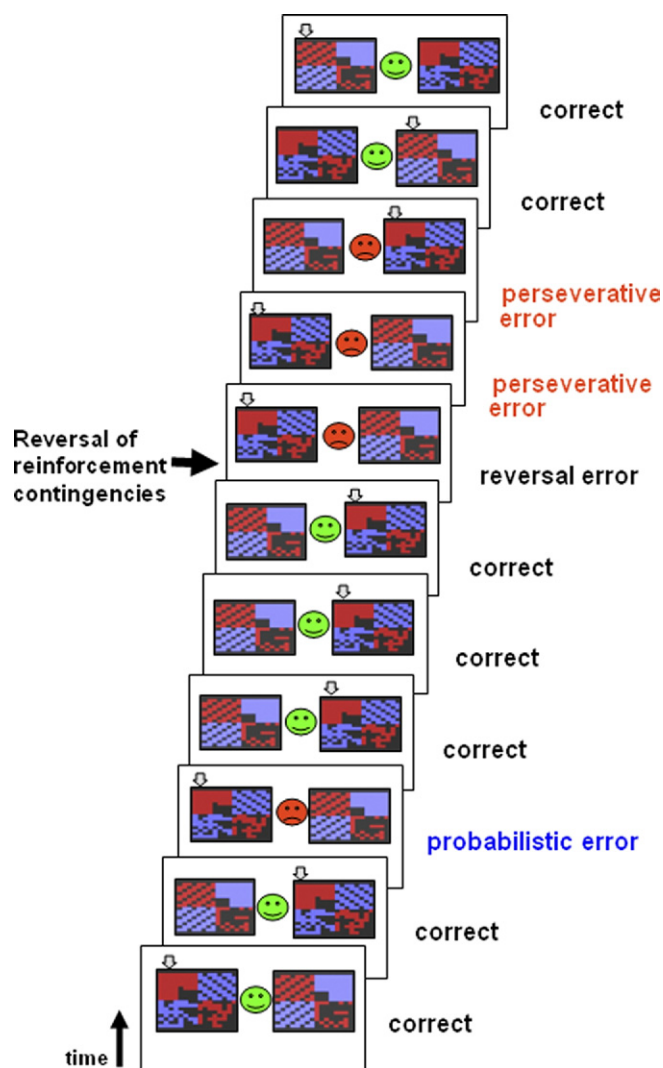 correct
correct
perseverative
error
perseverative
error
Reversal of
reinforcement
contingencies
reversal error
correct
correct
correct
probabilistic error
correct
correct
time